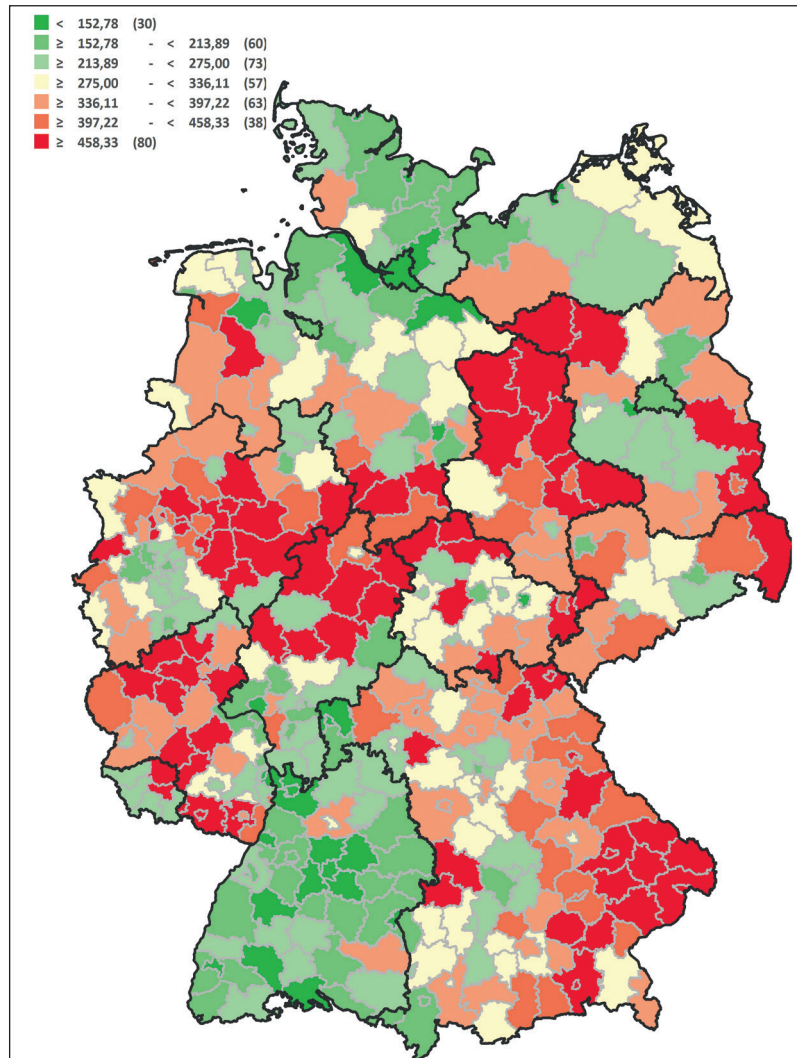 < 152,78 (30)
≥ 152,78 - < 213,89 (60)
≥ 213,89 - < 275,00 (73)
≥ 275,00 - < 336,11 (57)
≥ 336,11 - < 397,22 (63)
≥ 397,22 - < 458,33 (38)
≥ 458,33 (80)